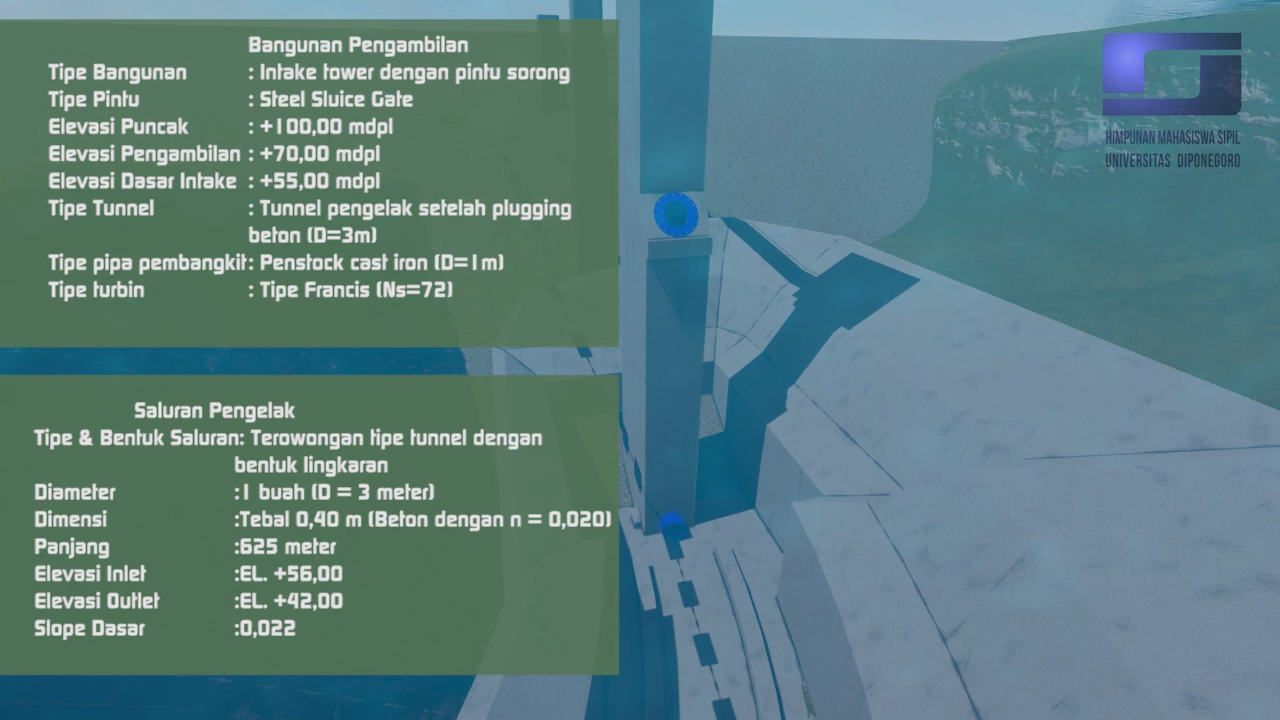 Bangunan Pengambilan
Tipe Bangunan : Intake tower dengan pintu sorong
Tipe Pintu : Steel Sluice Gate
Elevasi Puncak : +100,00 mdpl
Elevasi Pengambilan : +70,00 mdpl
Elevasi Dasar Intake : +55,00 mdpl
Tipe Tunnel : Tunnel pengelak setelah plugging
beton (D=3m)
Tipe pipa pembangkit: Penstock cast iron (D=1m)
Tipe turbin : Tipe Francis (Ns=72)
Saluran Pengelak
Tipe & Bentuk Saluran: Terowongan tipe tunnel dengan
bentuk lingkaran
Diameter :1 buah (D = 3 meter)
Dimensi :Tebal 0,40 m (Beton dengan n = 0,020)
Panjang :625 meter
Elevasi Inlet :EL. +56,00
Elevasi Outlet :EL. +42,00
Slope Dasar :0,022
HIMPUNAN MAHASISWA SIPIL
UNIVERSITAS DIPONEGORO